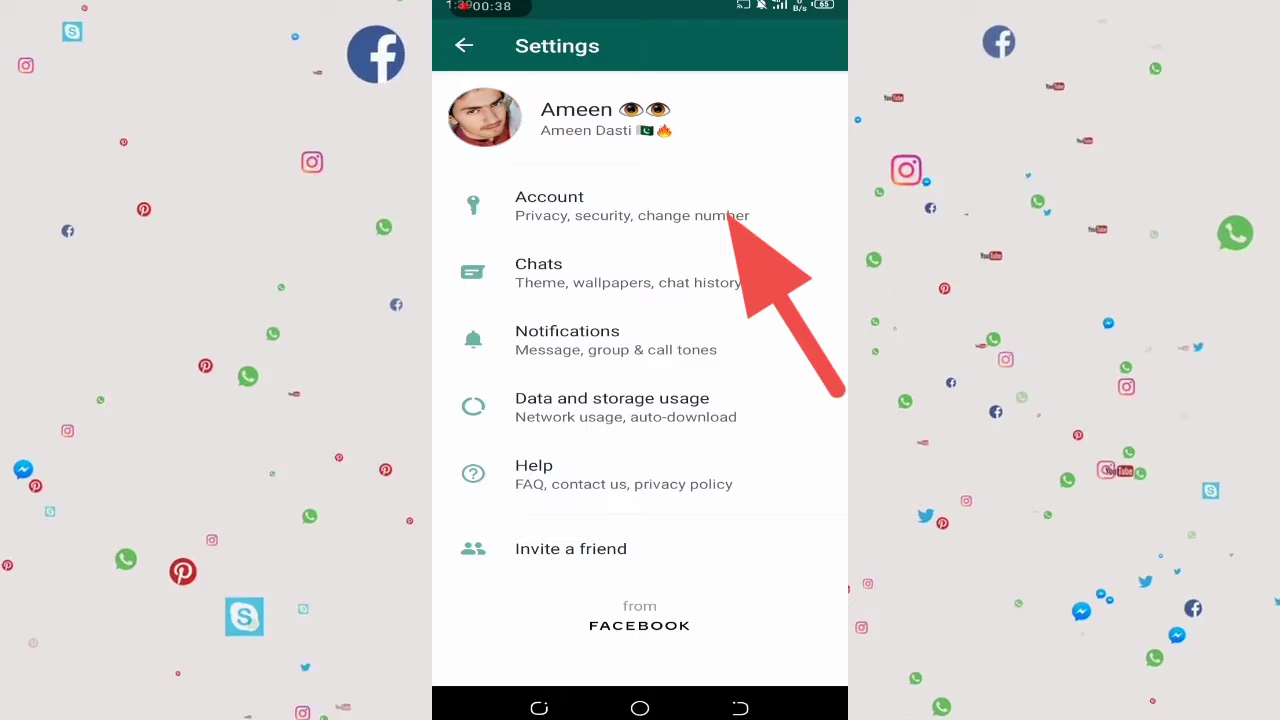 00:38
B/s
65
Settings
Ameen 👁️👁️
Ameen Dasti 🇵🇰🔥
Account
Privacy, security, change number
Chats
Theme, wallpapers, chat history
Notifications
Message, group & call tones
Data and storage usage
Network usage, auto-download
Help
FAQ, contact us, privacy policy
Invite a friend
from
FACEBOOK